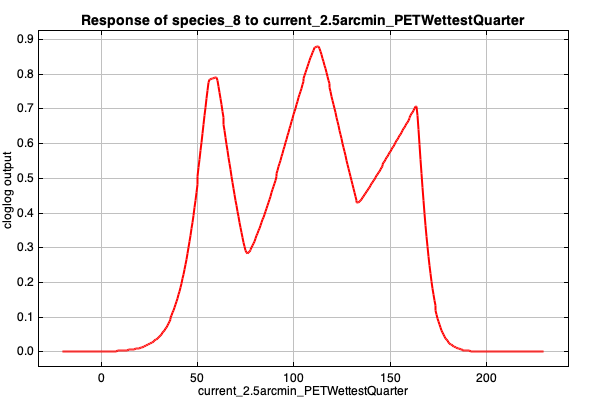 Response of species_8 to current_2.5arcmin_PETWettestQuarter
0.9
0.8
0.7
0.6
0.5
0.4
0.3
0.2
0.1
0.0
cloglog output
0 50 100 150 200
current_2.5arcmin_PETWettestQuarter